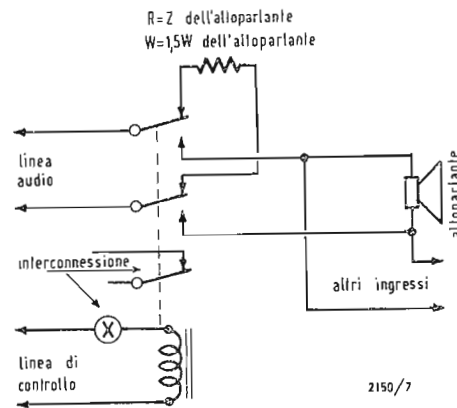 R=Z dell'altoparlante
W=1,5W dell'altoparlante
linea
audio
altoparlante
interconnessione
altri ingressi
X
linea di
controllo
2150/7